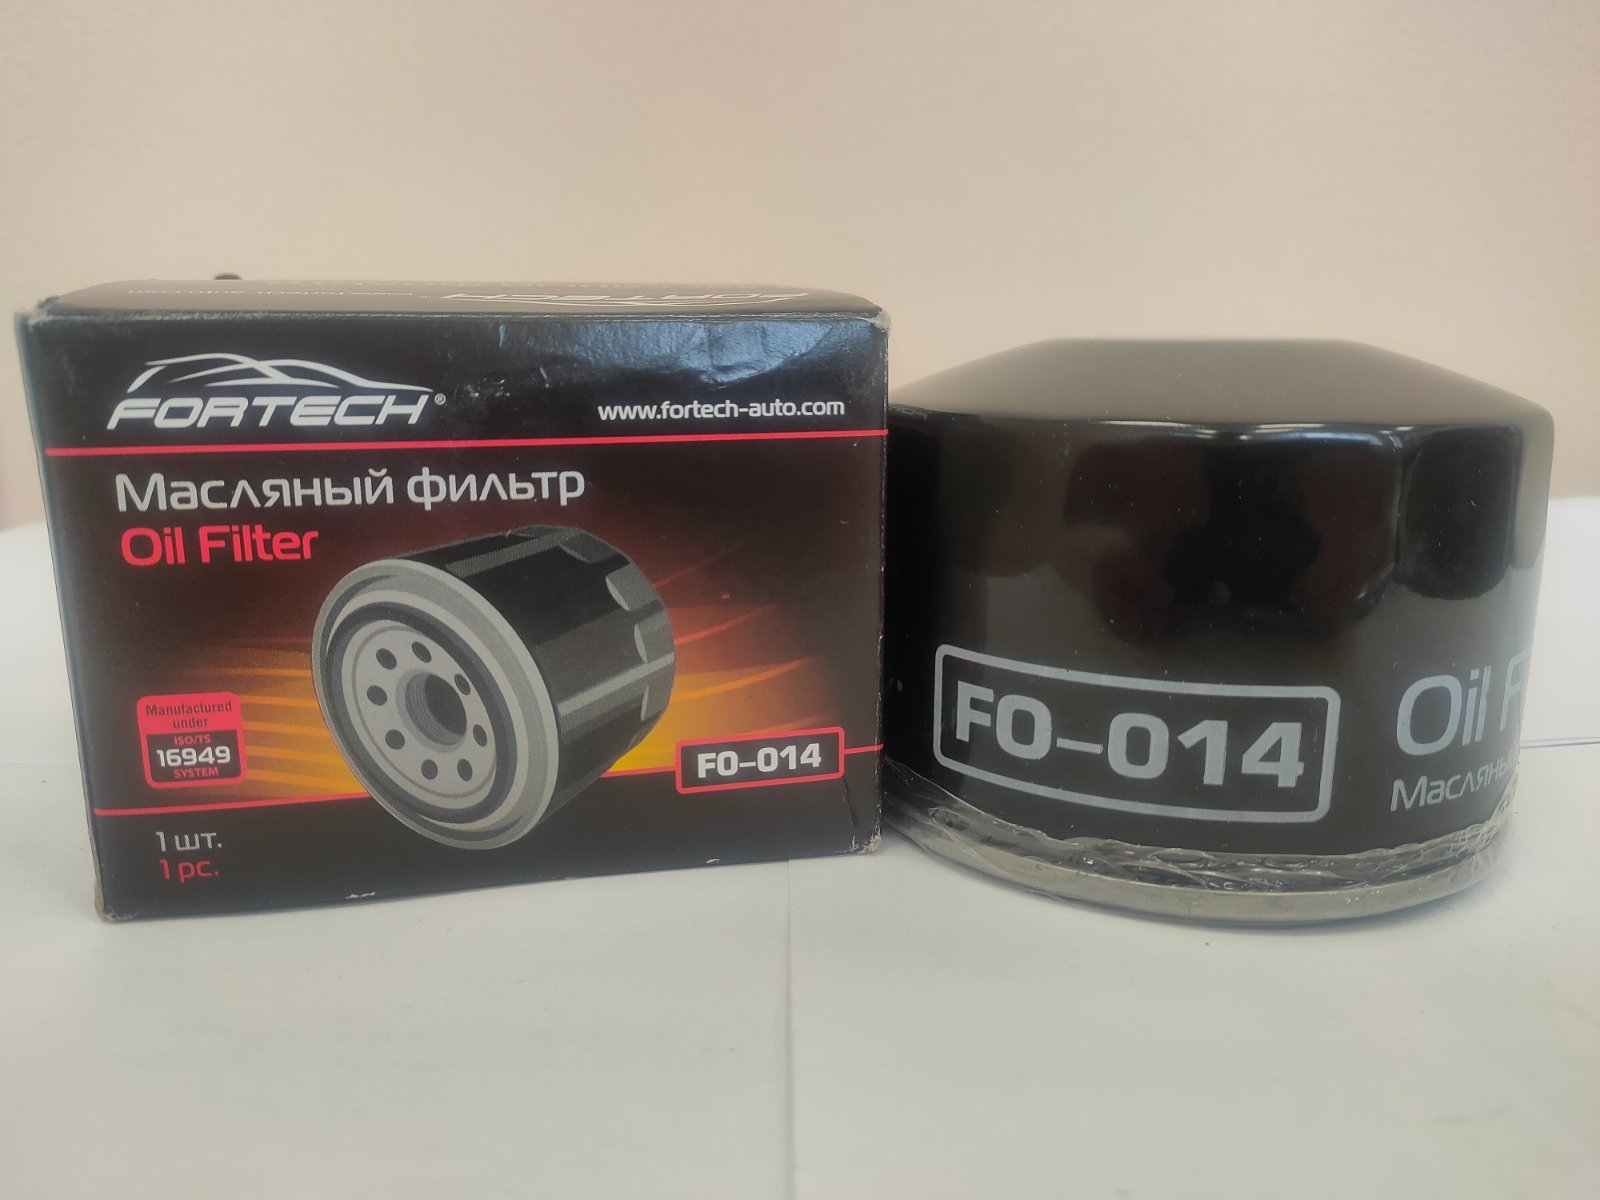 FORTECH®
www.fortech-auto.com
Масляный фильтр
Oil Filter
Manufactured
under
ISO/TS
16949
SYSTEM
FO-014
1 шт.
1 pc.
FO-014
Oil F
Масляны